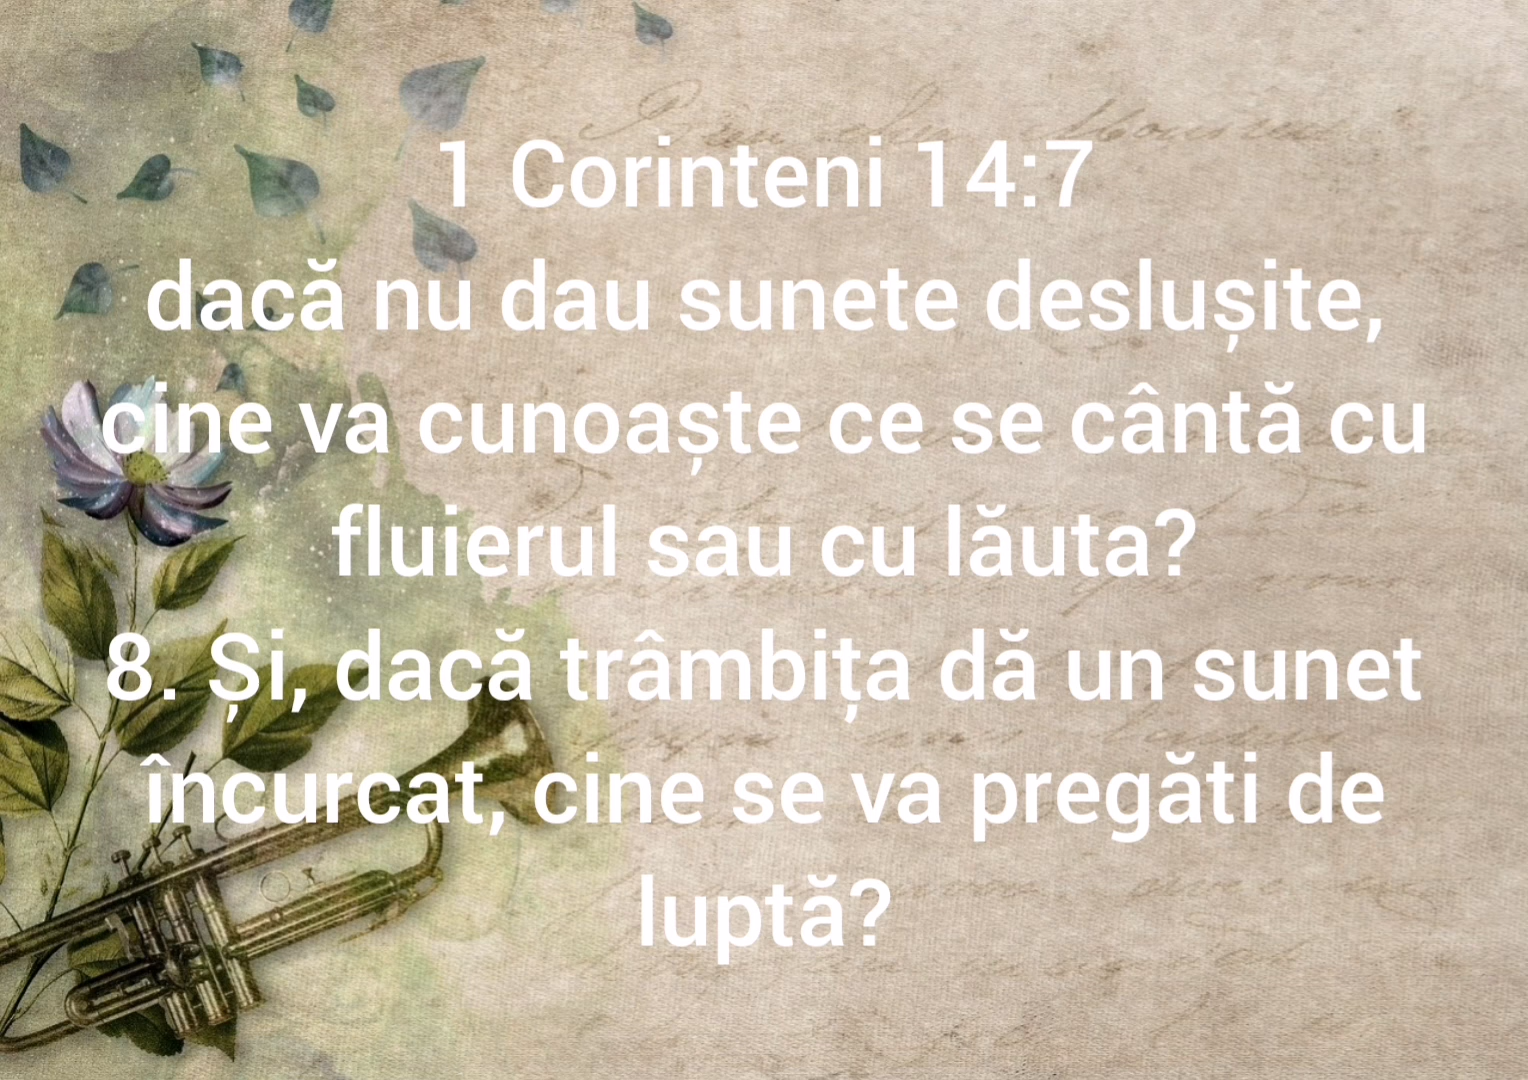 1 Corinteni 14:7
dacă nu dau sunete deslușite,
cine va cunoaște ce se cântă cu
fluierul sau cu lăuta?
8. Și, dacă trâmbița dă un sunet
încurcat, cine se va pregăti de
luptă?